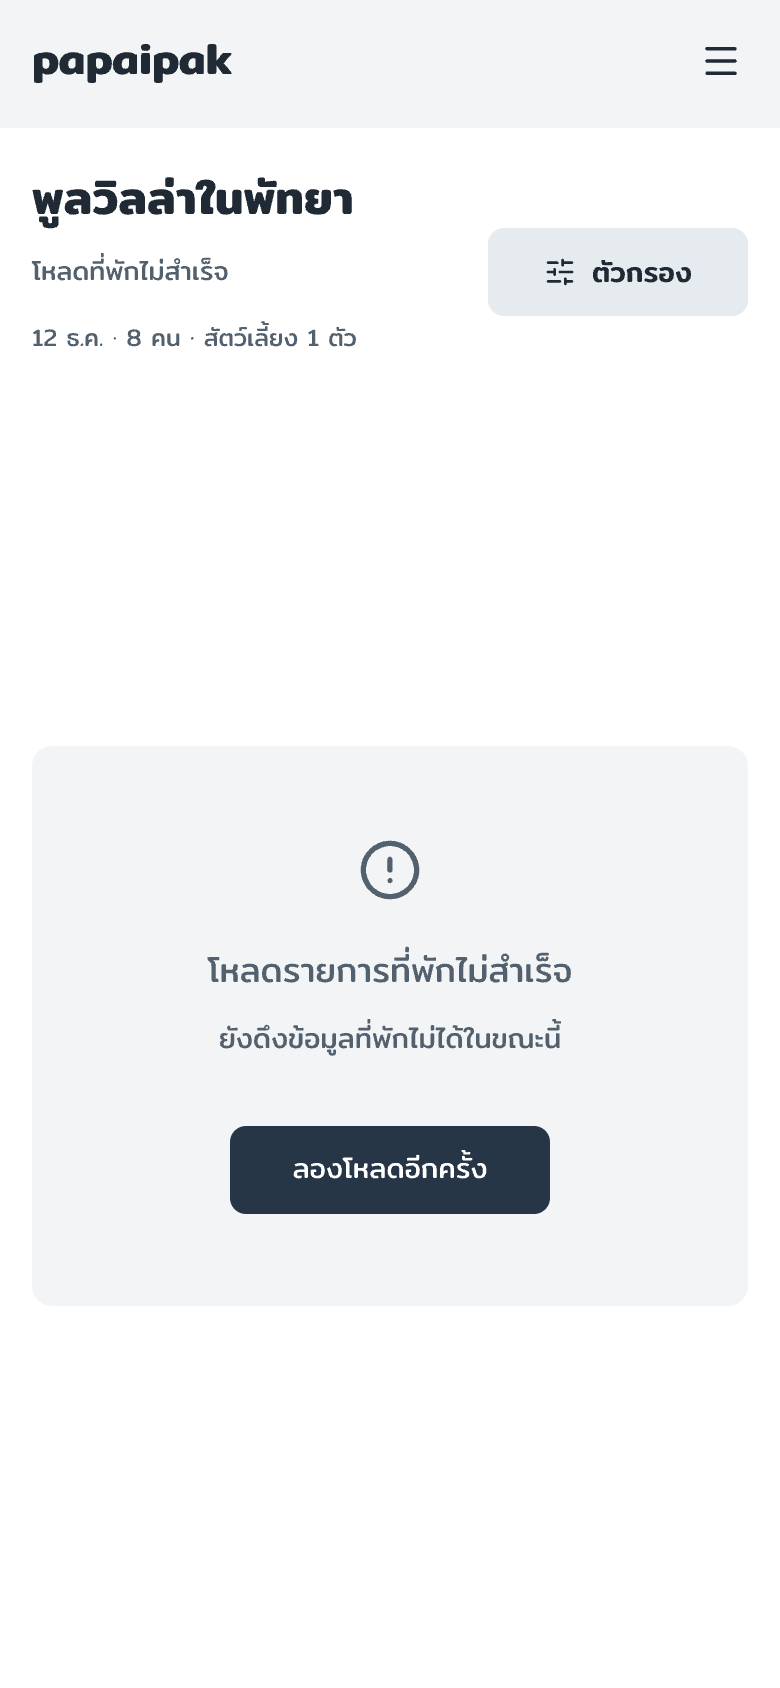 papaipak
พูลวิลล่าในพัทยา
โหลดที่พักไม่สำเร็จ
ตัวกรอง
12 ธ.ค. · 8 คน · สัตว์เลี้ยง 1 ตัว
โหลดรายการที่พักไม่สำเร็จ
ยังดึงข้อมูลที่พักไม่ได้ในขณะนี้
ลองโหลดอีกครั้ง